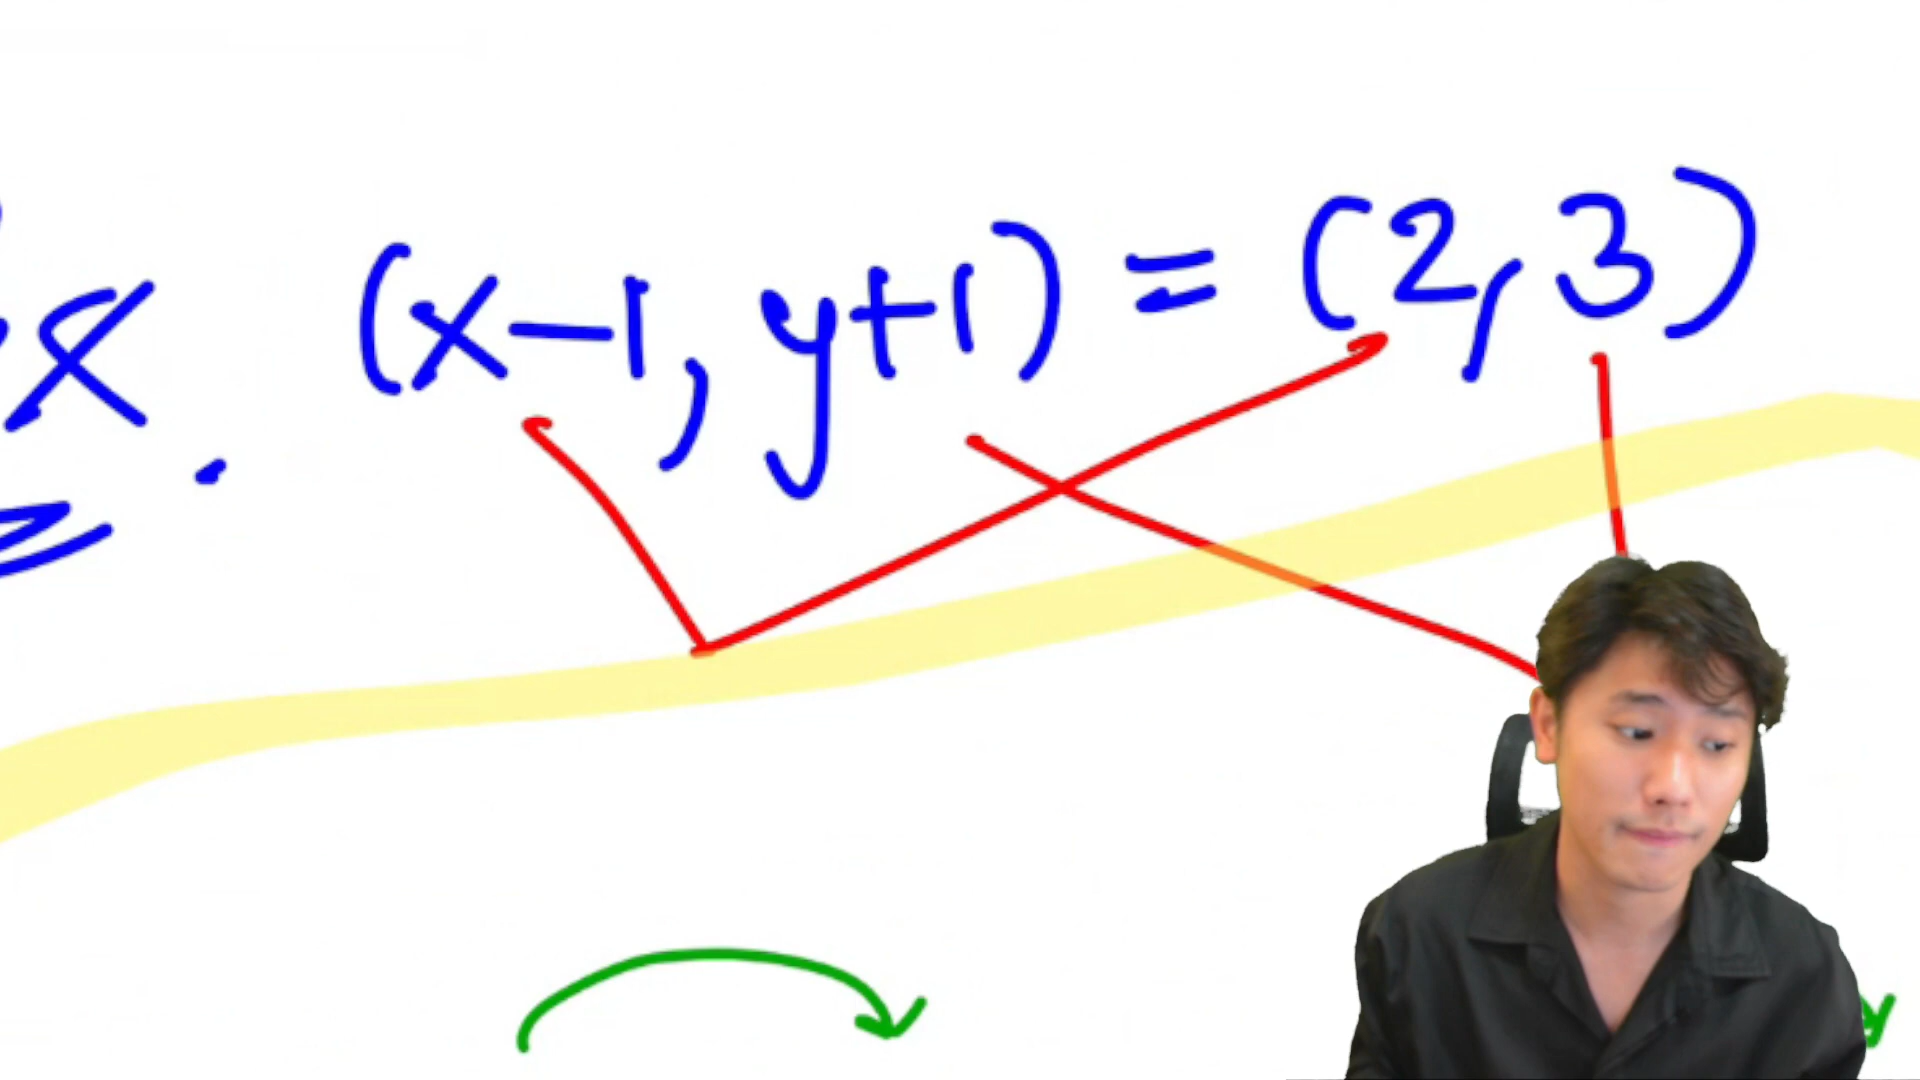 x. (x-1, y+1) = (2, 3)